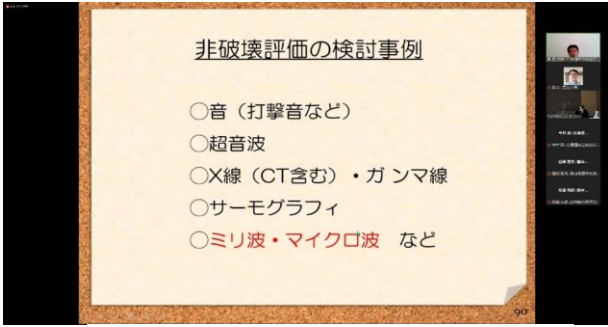 非破壊評価の検討事例
○音（打撃音など）
○超音波
○X線（CT含む）・ガンマ線
○サーモグラフィ
○ミリ波・マイクロ波　など
90